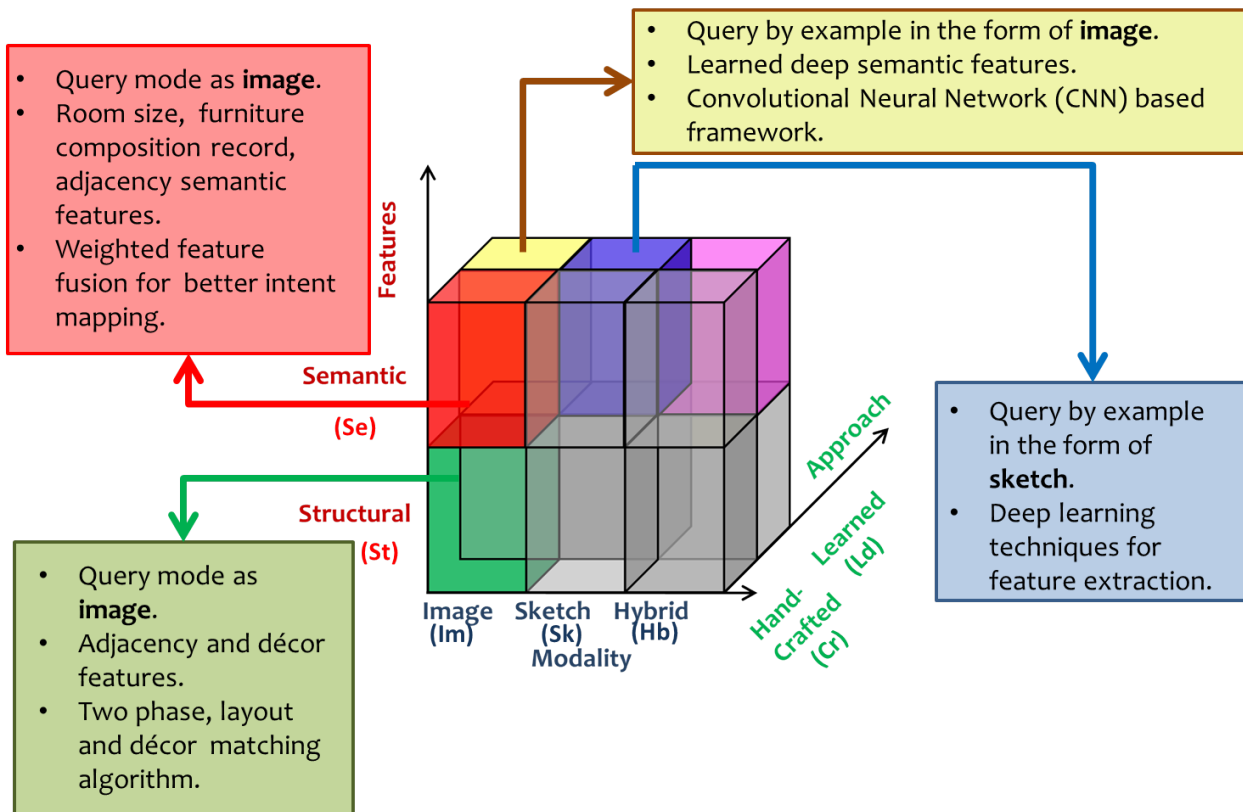 • Query mode as image.
• Room size, furniture
composition record,
adjacency semantic
features.
• Weighted feature
fusion for better intent
mapping.
• Query by example in the form of image.
• Learned deep semantic features.
• Convolutional Neural Network (CNN) based
framework.
Features
Semantic
(Se)
Structural
(St)
Image
(Im)
Sketch
(Sk)
Hybrid
(Hb)
Modality
Approach
Learned
(Ld)
Hand-
Crafted
(Cr)
• Query by example
in the form of
sketch.
• Deep learning
techniques for
feature extraction.
• Query mode as
image.
• Adjacency and décor
features.
• Two phase, layout
and décor matching
algorithm.